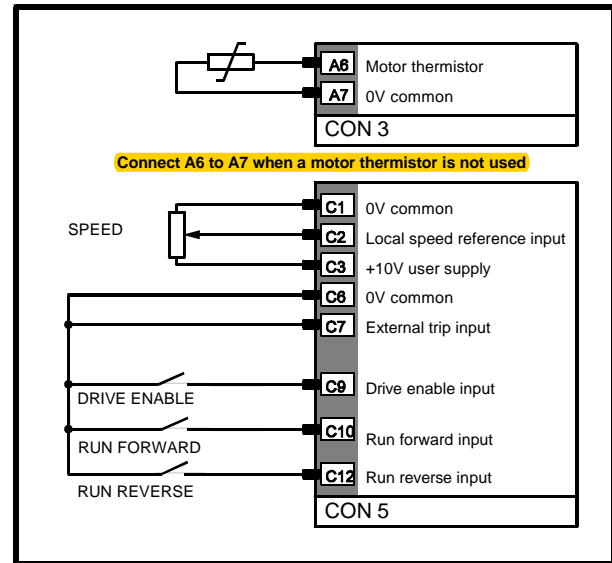 A6 Motor thermistor
A7 0V common
CON 3
Connect A6 to A7 when a motor thermistor is not used
C1 0V common
SPEED C2 Local speed reference input
C3 +10V user supply
C6 0V common
C7 External trip input
C9 Drive enable input
DRIVE ENABLE
C10 Run forward input
RUN FORWARD
C12 Run reverse input
RUN REVERSE
CON 5